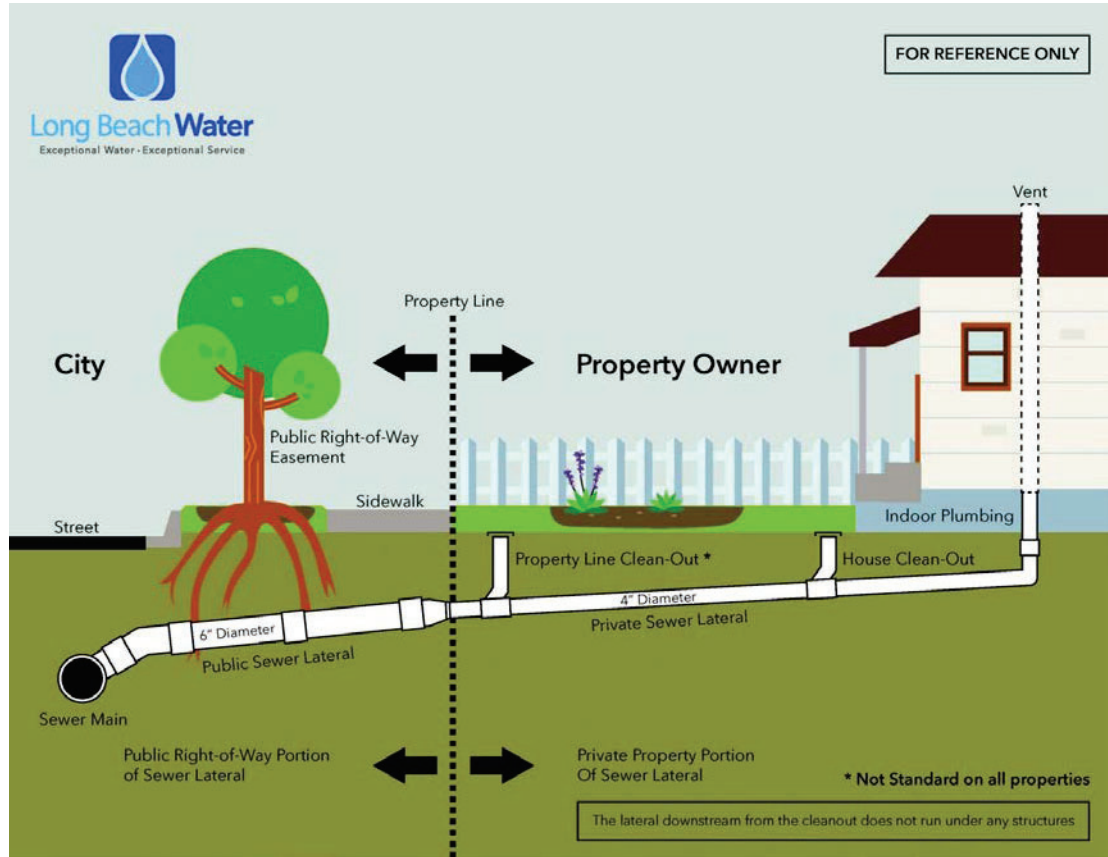 FOR REFERENCE ONLY
Long Beach Water
Exceptional Water - Exceptional Service
Vent
Property Line
City
Property Owner
Public Right-of-Way
Easement
Sidewalk
Street
Indoor Plumbing
Property Line Clean-Out *
House Clean-Out
4" Diameter
Private Sewer Lateral
6" Diameter
Public Sewer Lateral
Sewer Main
Public Right-of-Way Portion
of Sewer Lateral
Private Property Portion
Of Sewer Lateral
* Not Standard on all properties
The lateral downstream from the cleanout does not run under any structures